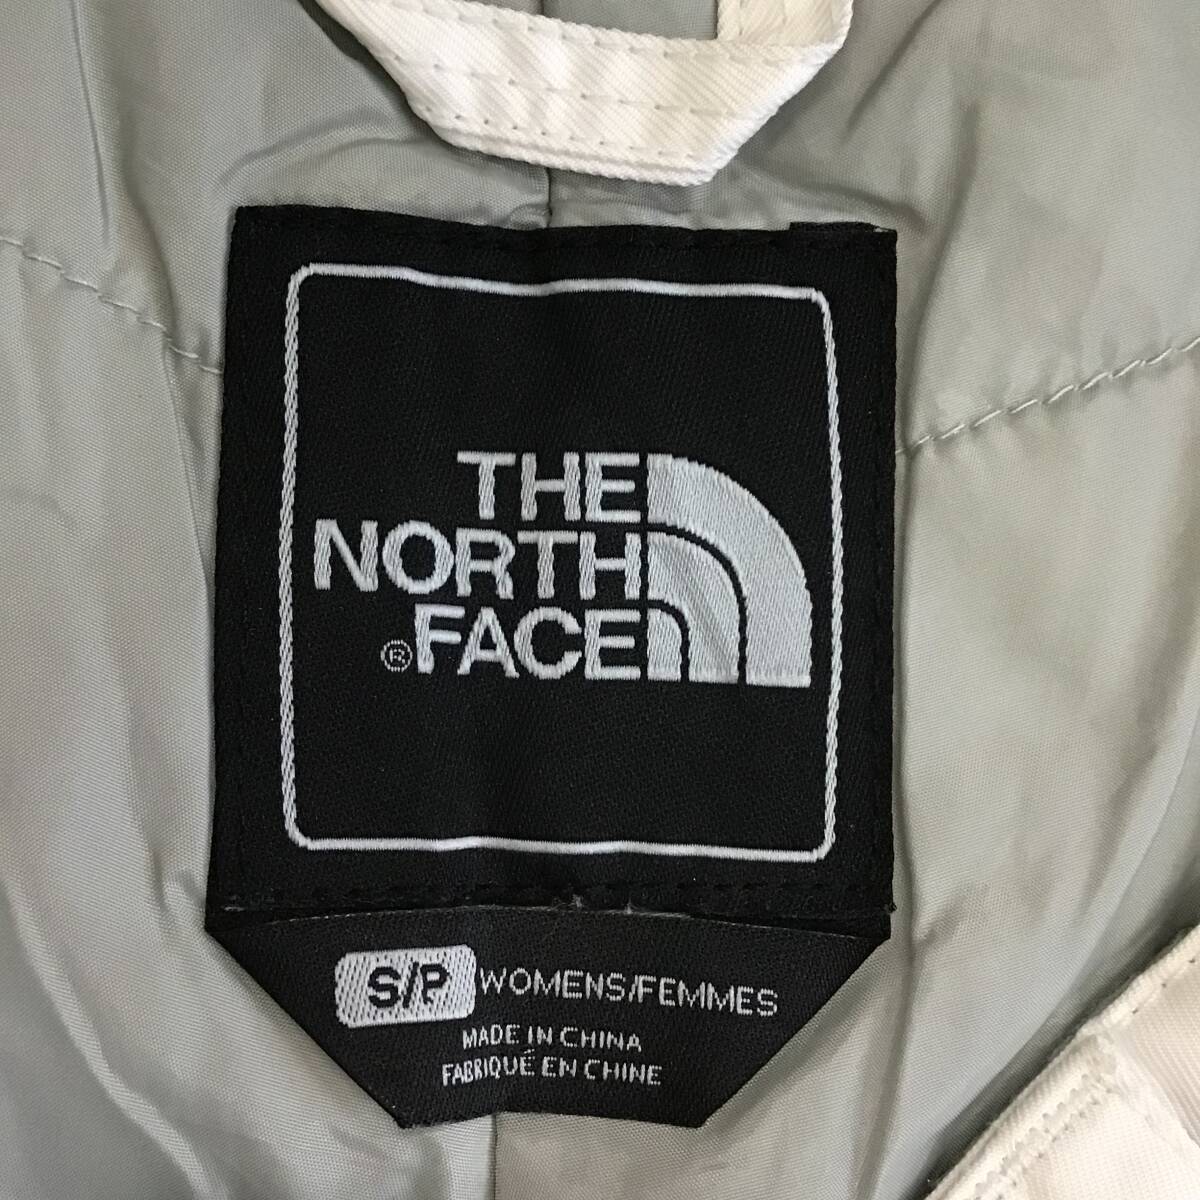 THE
NORTH
®FACE
S/P WOMENS/FEMMES
MADE IN CHINA
FABRIQUÉ EN CHINE